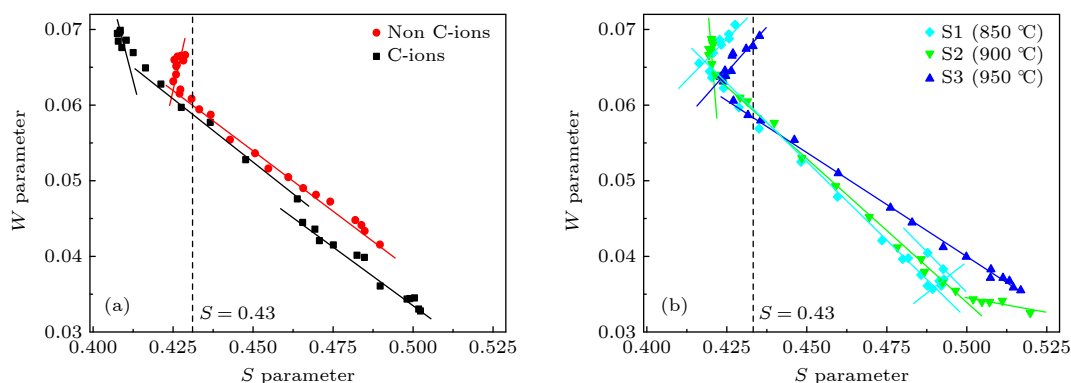 0.07
0.06
0.05
0.04
0.03
W parameter
Non C-ions
C-ions
(a)
S = 0.43
0.400
0.425
0.450
0.475
0.500
0.525
S parameter
0.07
0.06
0.05
0.04
0.03
W parameter
S1 (850 ℃)
S2 (900 ℃)
S3 (950 ℃)
(b)
S = 0.43
0.400
0.425
0.450
0.475
0.500
0.525
S parameter